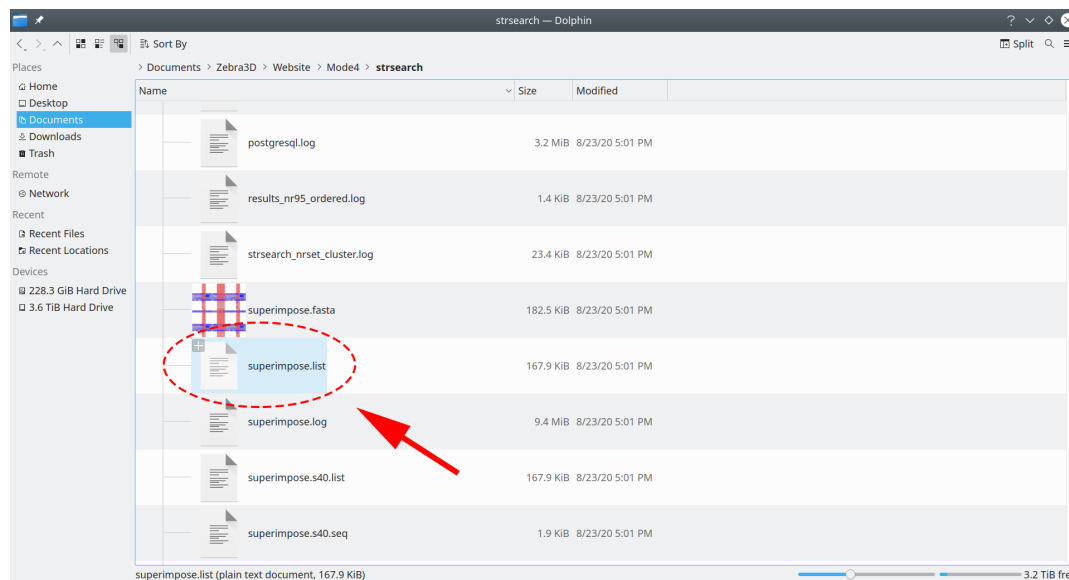 strsearch — Dolphin
Sort By
Split
Places
Home
Desktop
Documents
Downloads
Trash
Remote
Network
Recent
Recent Files
Recent Locations
Devices
228.3 GiB Hard Drive
3.6 TiB Hard Drive
> Documents > Zebra3D > Website > Mode4 > strsearch
Name Size Modified
postgresql.log 3.2 MiB 8/23/20 5:01 PM
results_nr95_ordered.log 1.4 KiB 8/23/20 5:01 PM
strsearch_nrset_cluster.log 23.4 KiB 8/23/20 5:01 PM
superimpose.fasta 182.5 KiB 8/23/20 5:01 PM
superimpose.list 167.9 KiB 8/23/20 5:01 PM
superimpose.log 9.4 MiB 8/23/20 5:01 PM
superimpose.s40.list 167.9 KiB 8/23/20 5:01 PM
superimpose.s40.seq 1.9 KiB 8/23/20 5:01 PM
superimpose.list (plain text document, 167.9 KiB) 3.2 TiB fre